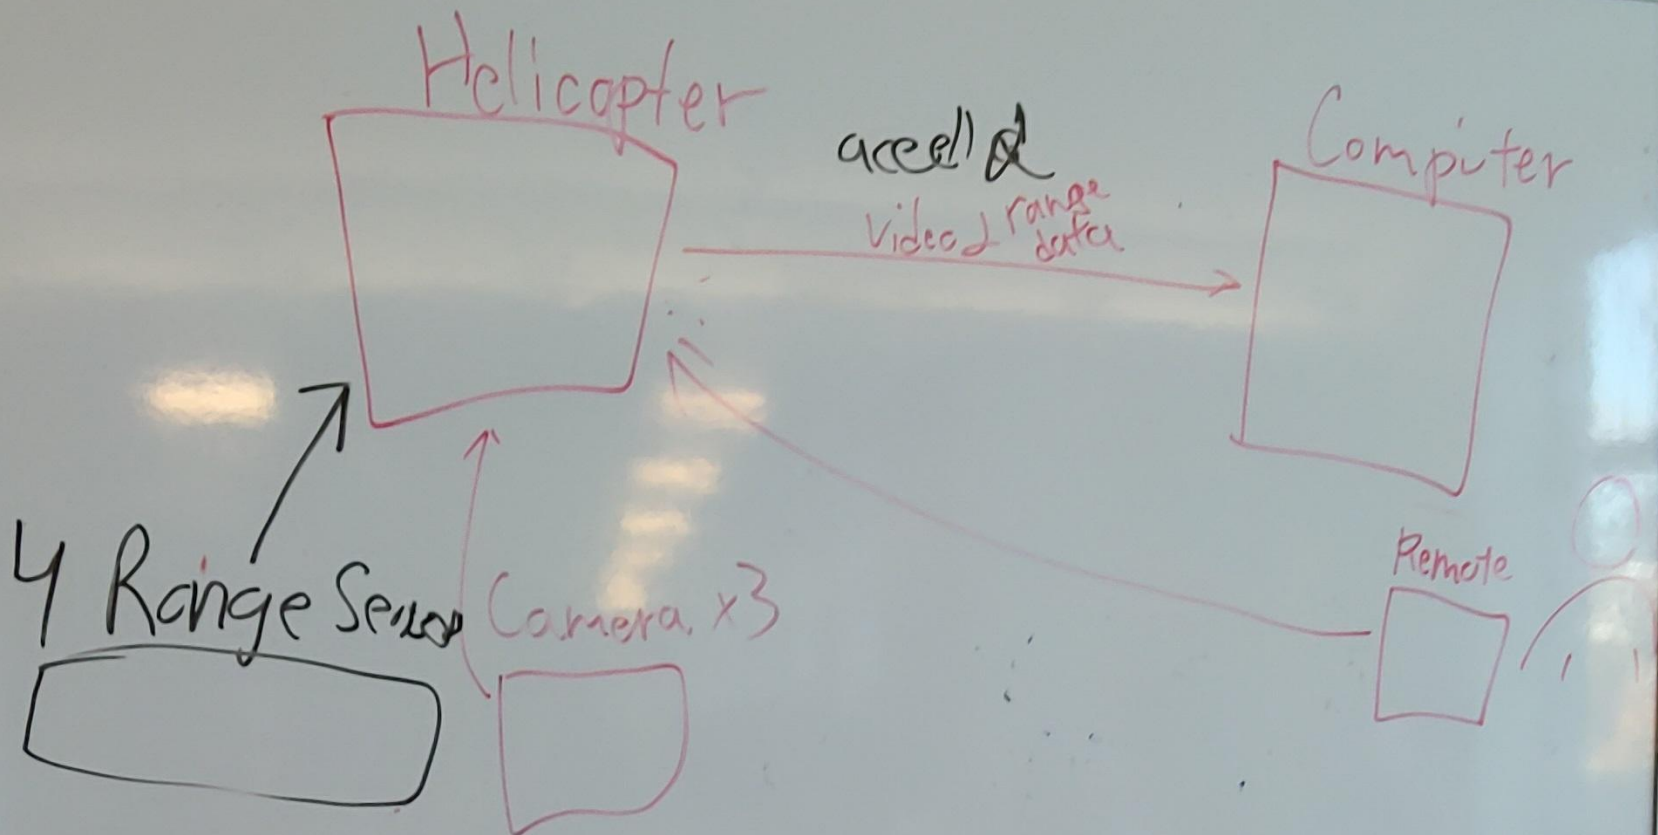 Helicopter
Computer
accel &
Video & range
data
Remote
4 Range Sensor
Camera x3